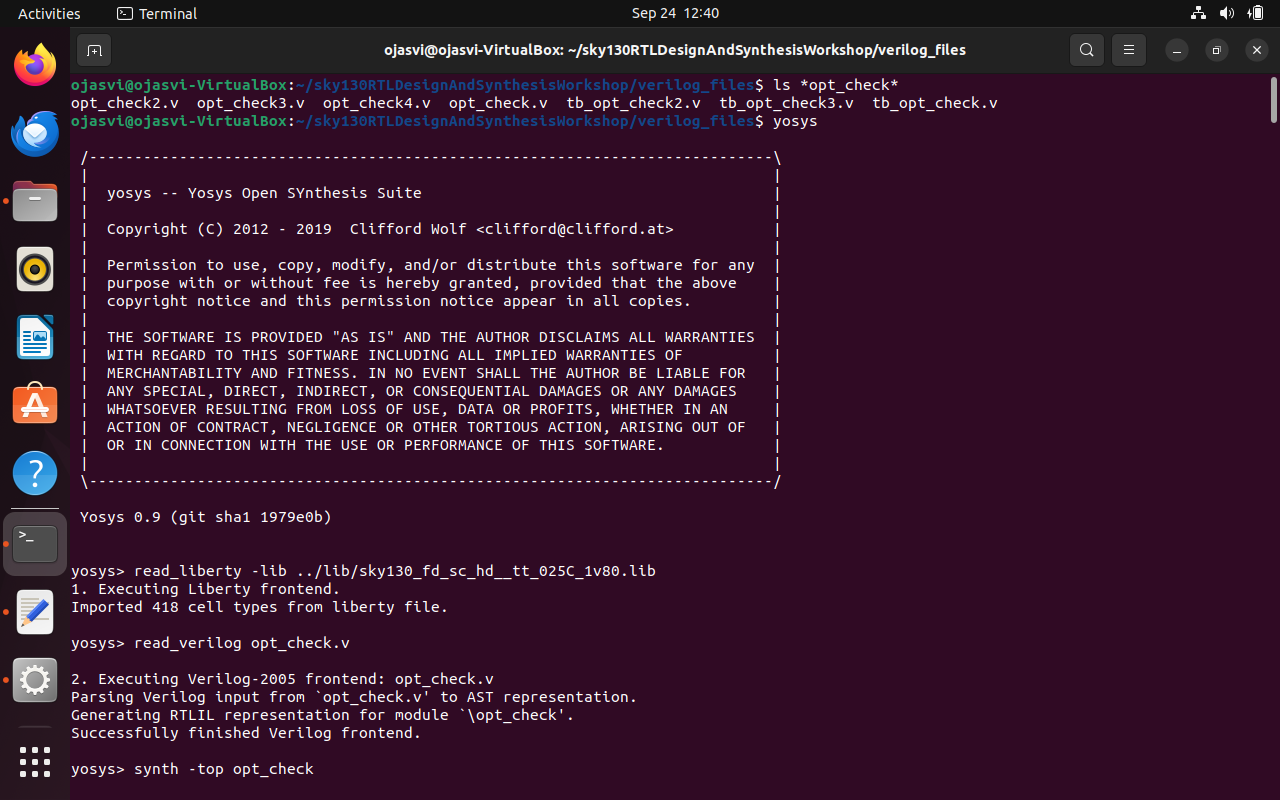 Activities Terminal Sep 24 12:40
ojasvi@ojasvi-VirtualBox: ~/sky130RTLDesignAndSynthesisWorkshop/verilog_files
ojasvi@ojasvi-VirtualBox:~/sky130RTLDesignAndSynthesisWorkshop/verilog_files$ ls *opt_check*
opt_check2.v  opt_check3.v  opt_check4.v  opt_check.v  tb_opt_check2.v  tb_opt_check3.v  tb_opt_check.v
ojasvi@ojasvi-VirtualBox:~/sky130RTLDesignAndSynthesisWorkshop/verilog_files$ yosys
/----------------------------------------------------------------------------\
|                                                                            |
|  yosys -- Yosys Open SYnthesis Suite                                       |
|                                                                            |
|  Copyright (C) 2012 - 2019  Clifford Wolf <clifford@clifford.at>           |
|                                                                            |
|  Permission to use, copy, modify, and/or distribute this software for any  |
|  purpose with or without fee is hereby granted, provided that the above    |
|  copyright notice and this permission notice appear in all copies.         |
|                                                                            |
|  THE SOFTWARE IS PROVIDED "AS IS" AND THE AUTHOR DISCLAIMS ALL WARRANTIES  |
|  WITH REGARD TO THIS SOFTWARE INCLUDING ALL IMPLIED WARRANTIES OF          |
|  MERCHANTABILITY AND FITNESS. IN NO EVENT SHALL THE AUTHOR BE LIABLE FOR   |
|  ANY SPECIAL, DIRECT, INDIRECT, OR CONSEQUENTIAL DAMAGES OR ANY DAMAGES    |
|  WHATSOEVER RESULTING FROM LOSS OF USE, DATA OR PROFITS, WHETHER IN AN     |
|  ACTION OF CONTRACT, NEGLIGENCE OR OTHER TORTIOUS ACTION, ARISING OUT OF   |
|  OR IN CONNECTION WITH THE USE OR PERFORMANCE OF THIS SOFTWARE.            |
|                                                                            |
\----------------------------------------------------------------------------/
Yosys 0.9 (git sha1 1979e0b)
yosys> read_liberty -lib ../lib/sky130_fd_sc_hd__tt_025C_1v80.lib
1. Executing Liberty frontend.
Imported 418 cell types from liberty file.
yosys> read_verilog opt_check.v
2. Executing Verilog-2005 frontend: opt_check.v
Parsing Verilog input from `opt_check.v' to AST representation.
Generating RTLIL representation for module `\opt_check'.
Successfully finished Verilog frontend.
yosys> synth -top opt_check